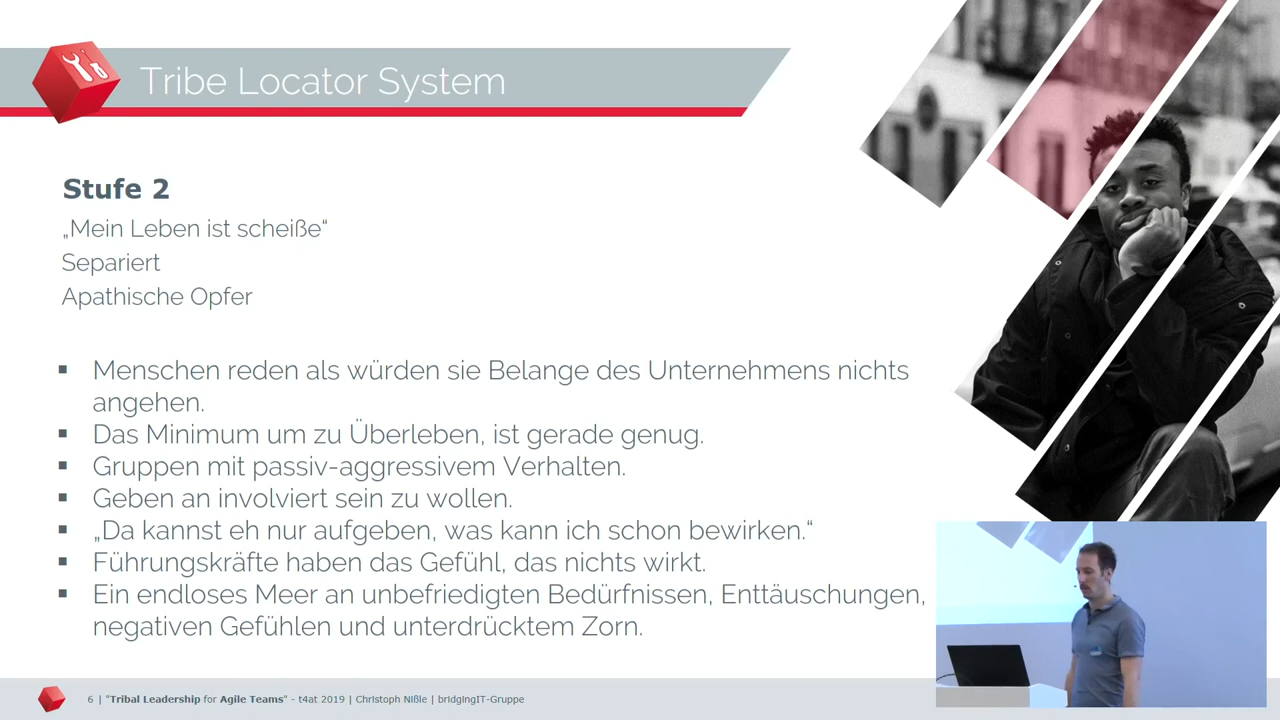 Tribe Locator System
Stufe 2
„Mein Leben ist scheiße“
Separiert
Apathische Opfer
▪ Menschen reden als würden sie Belange des Unternehmens nichts
angehen.
▪ Das Minimum um zu Überleben, ist gerade genug.
▪ Gruppen mit passiv-aggressivem Verhalten.
▪ Geben an involviert sein zu wollen.
▪ „Da kannst eh nur aufgeben, was kann ich schon bewirken.“
▪ Führungskräfte haben das Gefühl, das nichts wirkt.
▪ Ein endloses Meer an unbefriedigten Bedürfnissen, Enttäuschungen,
negativen Gefühlen und unterdrücktem Zorn.
6 | "Tribal Leadership for Agile Teams" - t4at 2019 | Christoph Nißle | bridgingIT-Gruppe